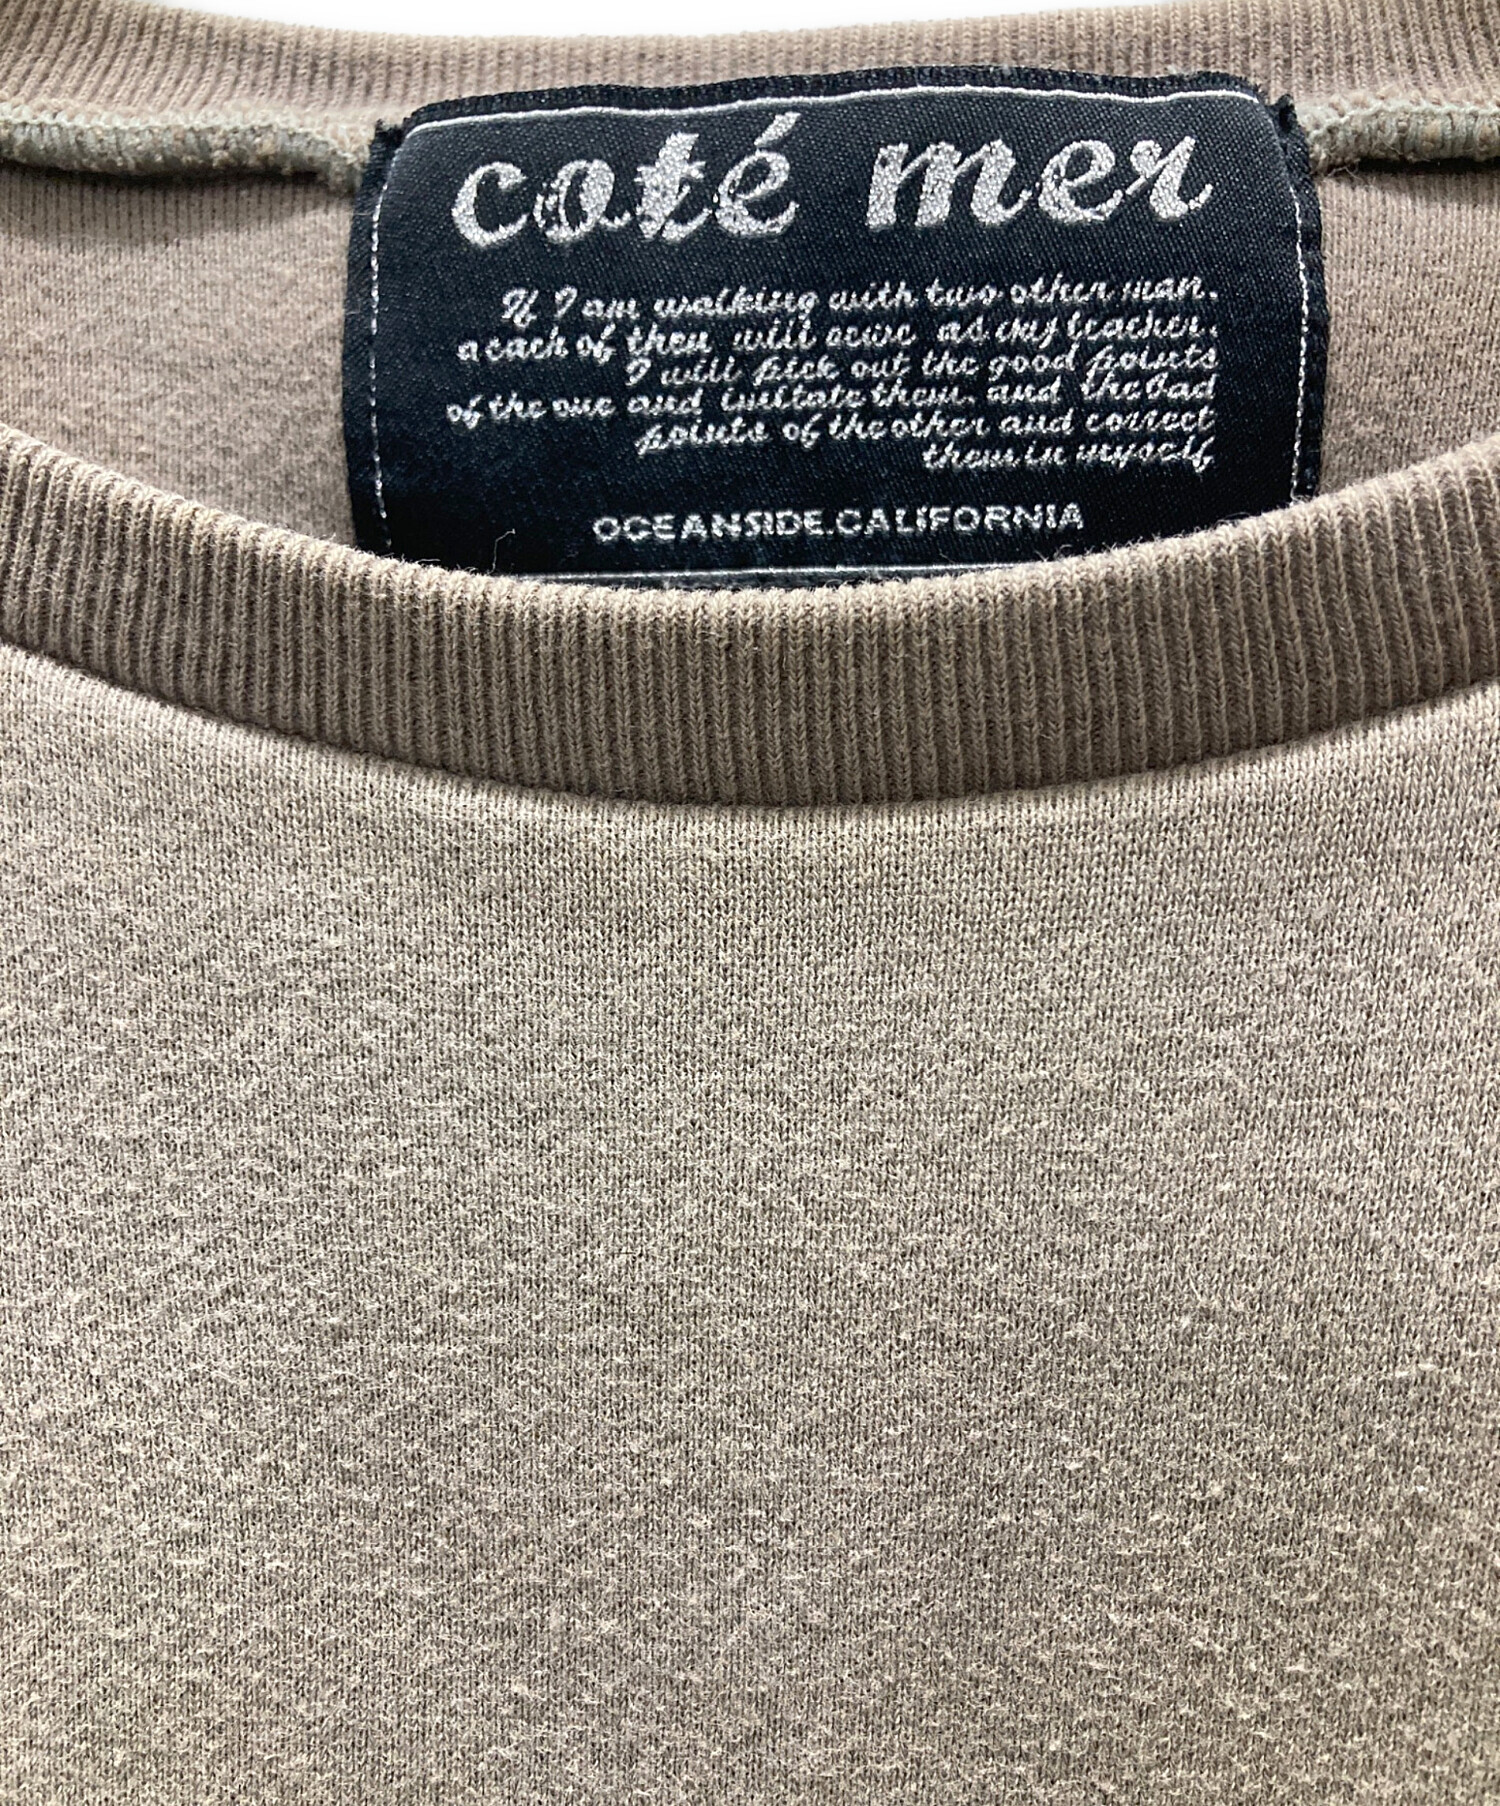 coté mer
If I am walking with two other man.
a each of then will serve as my teacher.
I will pick out the good points
of the one and imitate them. and the bad
points of the other and correct
them in myself
OCEANSIDE.CALIFORNIA